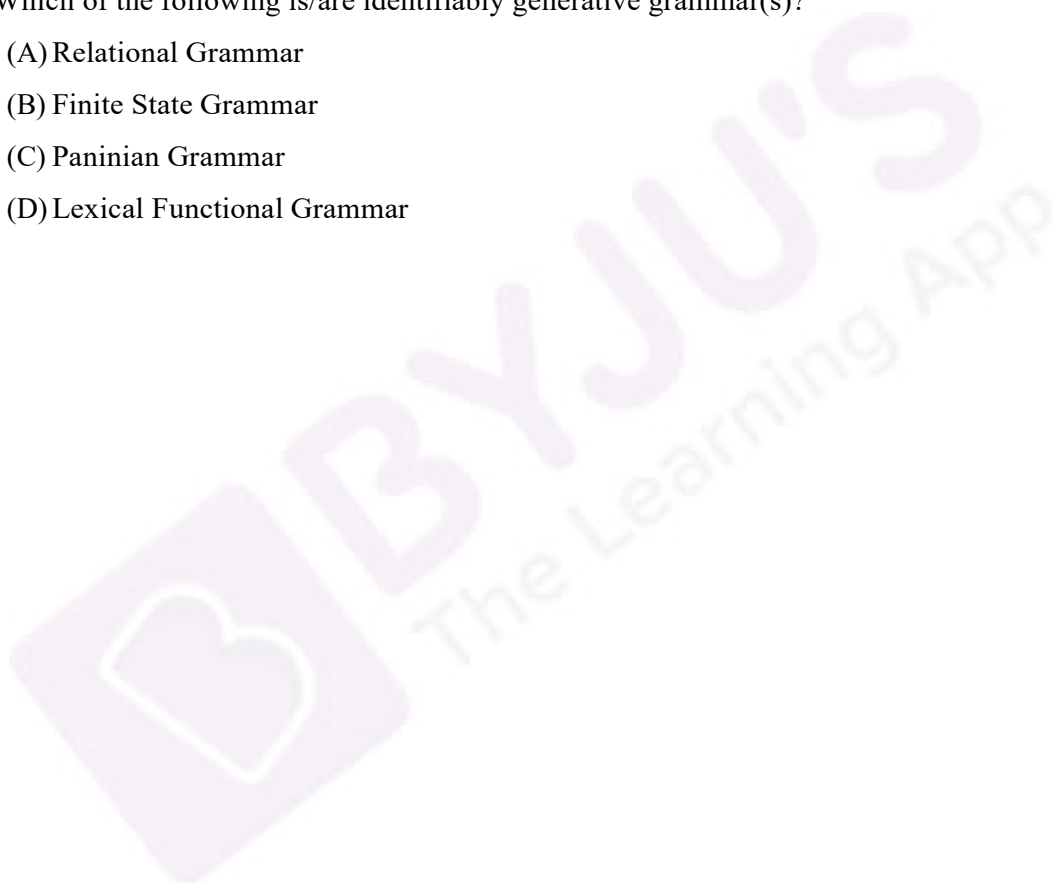 Which of the following is/are identifiably generative grammar(s)?
(A) Relational Grammar
(B) Finite State Grammar
(C) Paninian Grammar
(D) Lexical Functional Grammar
BYJU'S
The Learning App